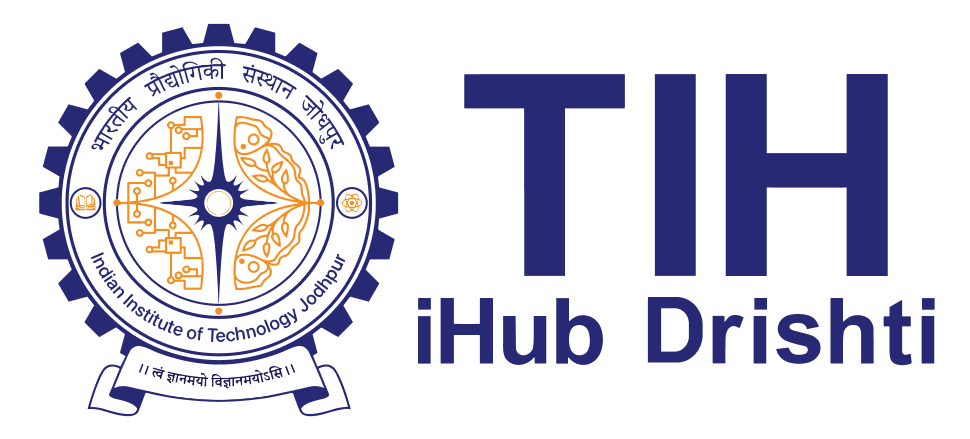 भारतीय प्रौद्योगिकी संस्थान जोधपुर
Indian Institute of Technology Jodhpur
।। त्वं ज्ञानमयो विज्ञानमयोऽसि ।।
TIH
iHub Drishti